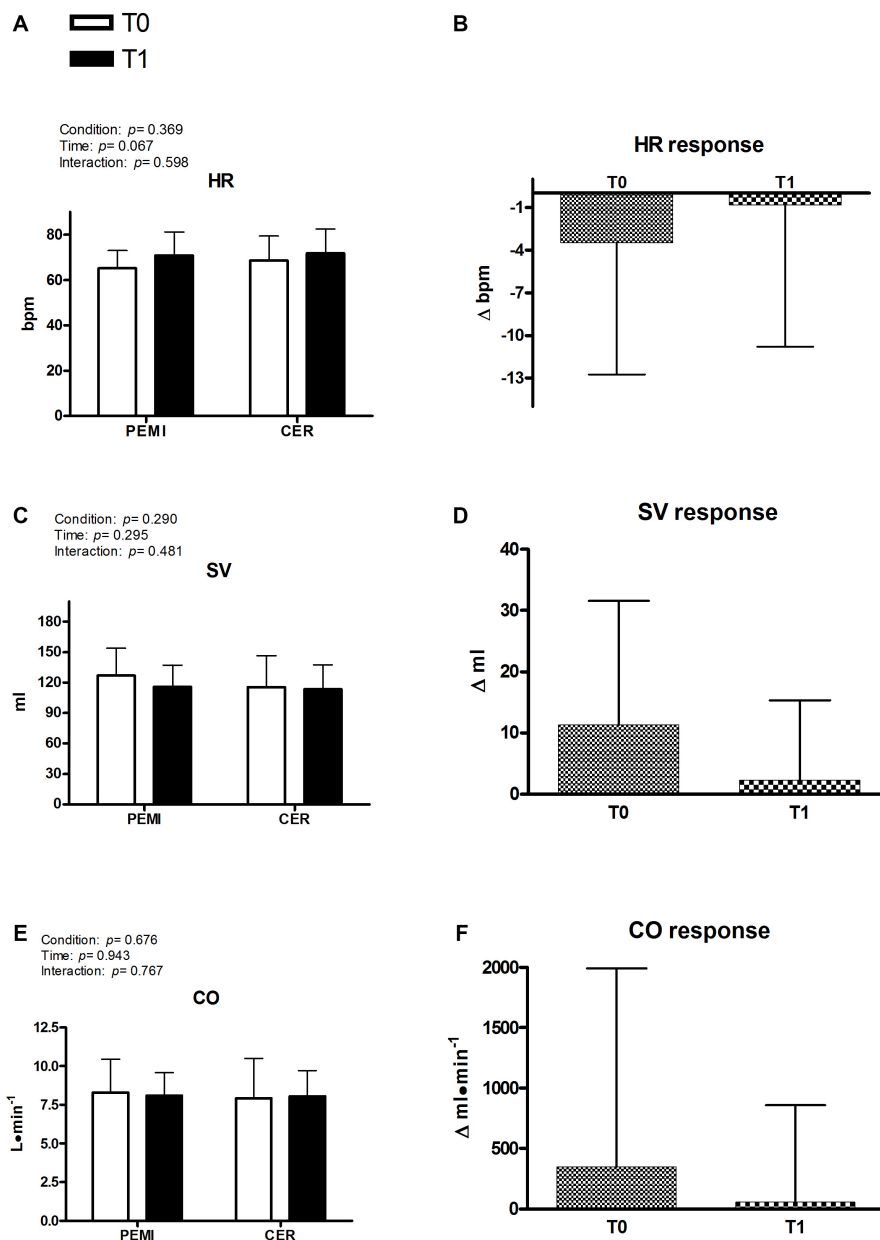 A
T0
T1
Condition: p= 0.369
Time: p= 0.067
Interaction: p= 0.598
HR
80
60
40
20
0
bpm
PEMI
CER
B
HR response
T0
T1
-1
-4
-7
-10
-13
Δ bpm
C
Condition: p= 0.290
Time: p= 0.295
Interaction: p= 0.481
SV
180
150
120
90
60
30
0
ml
PEMI
CER
D
SV response
40
30
20
10
0
Δ ml
T0
T1
E
Condition: p= 0.676
Time: p= 0.943
Interaction: p= 0.767
CO
12.5
10.0
7.5
5.0
2.5
0.0
L●min⁻¹
PEMI
CER
F
CO response
2000
1500
1000
500
0
Δ ml●min⁻¹
T0
T1